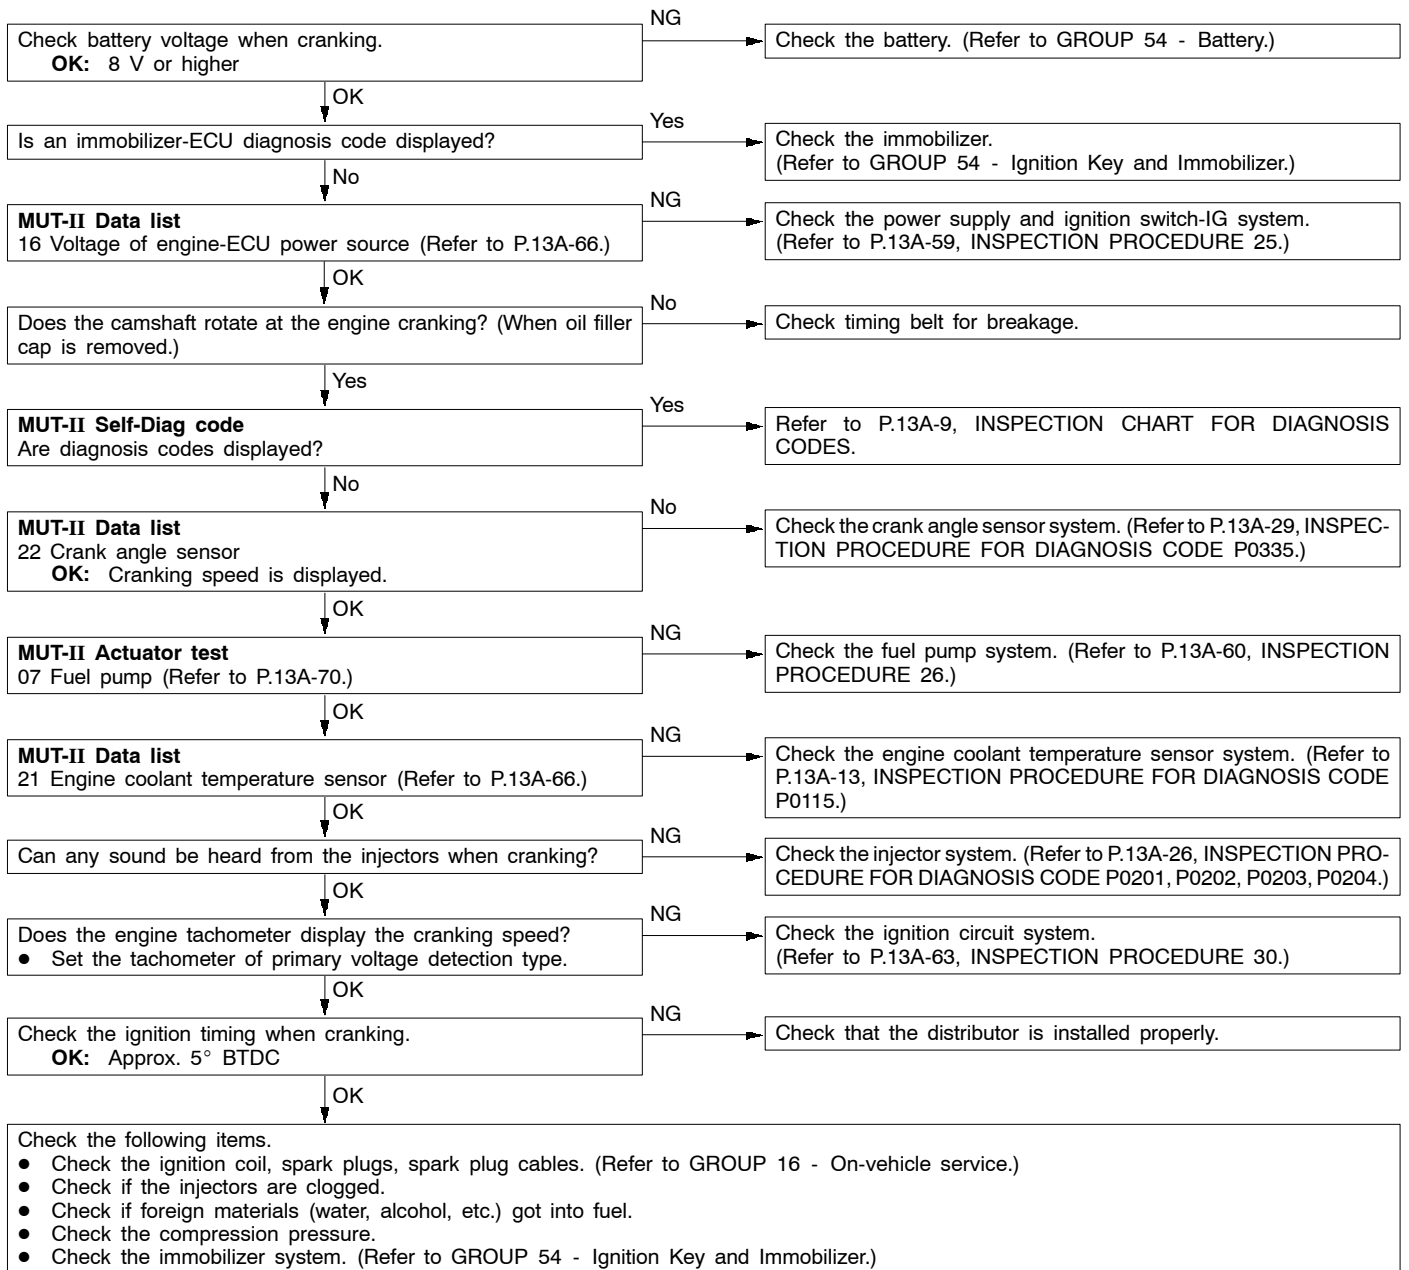 NG
Check battery voltage when cranking.
OK: 8 V or higher
Check the battery. (Refer to GROUP 54 - Battery.)
OK
Is an immobilizer-ECU diagnosis code displayed?
Yes
Check the immobilizer.
(Refer to GROUP 54 - Ignition Key and Immobilizer.)
No
MUT-II Data list
16 Voltage of engine-ECU power source (Refer to P.13A-66.)
NG
Check the power supply and ignition switch-IG system.
(Refer to P.13A-59, INSPECTION PROCEDURE 25.)
OK
Does the camshaft rotate at the engine cranking? (When oil filler
cap is removed.)
No
Check timing belt for breakage.
Yes
MUT-II Self-Diag code
Are diagnosis codes displayed?
Yes
Refer to P.13A-9, INSPECTION CHART FOR DIAGNOSIS
CODES.
No
MUT-II Data list
22 Crank angle sensor
OK: Cranking speed is displayed.
No
Check the crank angle sensor system. (Refer to P.13A-29, INSPEC-
TION PROCEDURE FOR DIAGNOSIS CODE P0335.)
OK
MUT-II Actuator test
07 Fuel pump (Refer to P.13A-70.)
NG
Check the fuel pump system. (Refer to P.13A-60, INSPECTION
PROCEDURE 26.)
OK
MUT-II Data list
21 Engine coolant temperature sensor (Refer to P.13A-66.)
NG
Check the engine coolant temperature sensor system. (Refer to
P.13A-13, INSPECTION PROCEDURE FOR DIAGNOSIS CODE
P0115.)
OK
Can any sound be heard from the injectors when cranking?
NG
Check the injector system. (Refer to P.13A-26, INSPECTION PRO-
CEDURE FOR DIAGNOSIS CODE P0201, P0202, P0203, P0204.)
OK
Does the engine tachometer display the cranking speed?
● Set the tachometer of primary voltage detection type.
NG
Check the ignition circuit system.
(Refer to P.13A-63, INSPECTION PROCEDURE 30.)
OK
Check the ignition timing when cranking.
OK: Approx. 5° BTDC
NG
Check that the distributor is installed properly.
OK
Check the following items.
● Check the ignition coil, spark plugs, spark plug cables. (Refer to GROUP 16 - On-vehicle service.)
● Check if the injectors are clogged.
● Check if foreign materials (water, alcohol, etc.) got into fuel.
● Check the compression pressure.
● Check the immobilizer system. (Refer to GROUP 54 - Ignition Key and Immobilizer.)